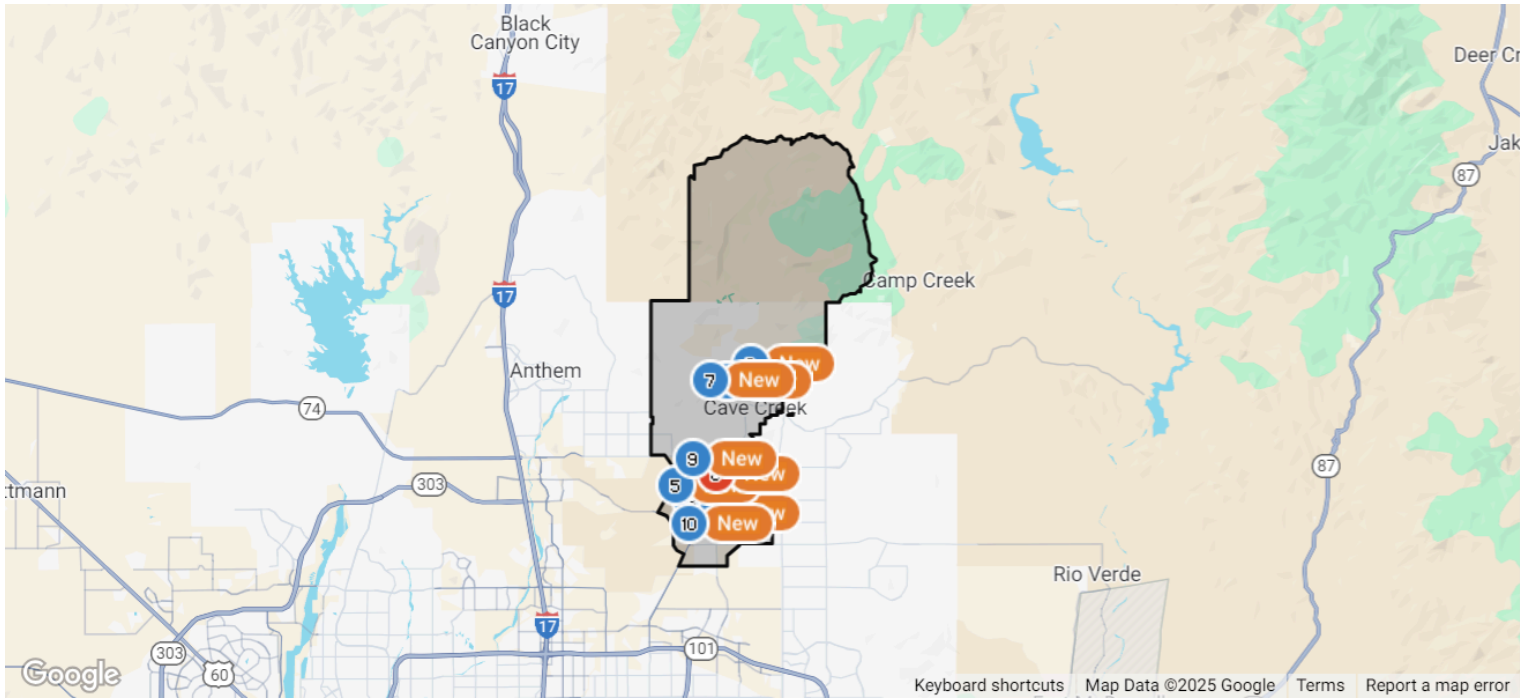 Black
Canyon City
Deer Cr
17
Jak
87
Camp Creek
17
Anthem
New
7
New
Cave Creek
74
9
New
87
303
ttmann
5
10
New
Rio Verde
17
101
303
60
Google
Keyboard shortcuts
Map Data ©2025 Google
Terms
Report a map error